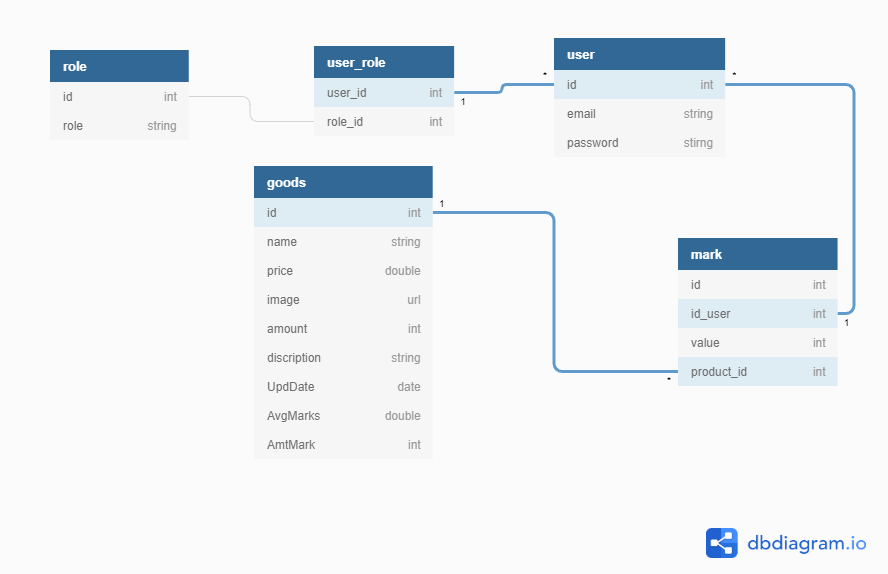 role
id int
role string
user_role
user_id int
role_id int
1
*
user
id int
email string
password stirng
*
goods
id int
name string
price double
image url
amount int
discription string
UpdDate date
AvgMarks double
AmtMark int
1
*
mark
id int
id_user int
value int
product_id int
1
dbdiagram.io